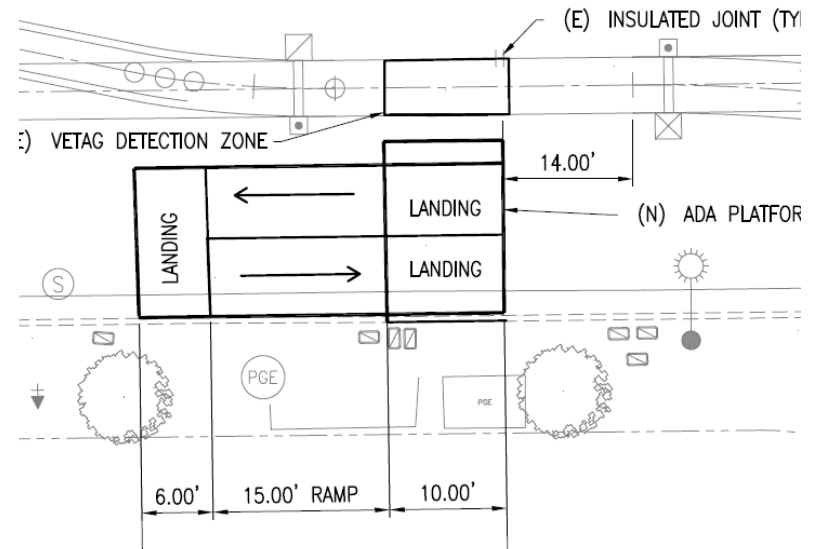 (E) INSULATED JOINT (TY
E) VETAG DETECTION ZONE
14.00'
LANDING
LANDING
(N) ADA PLATFOR
LANDING
S
PGE
PGE
6.00'
15.00' RAMP
10.00'